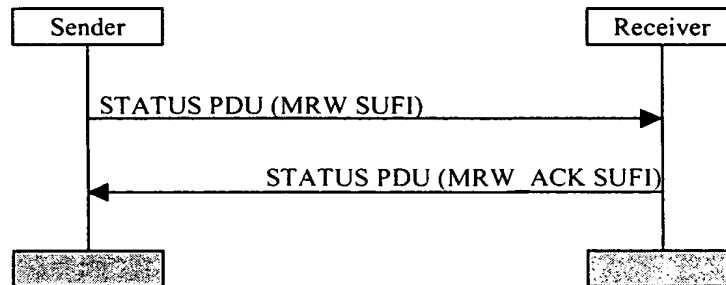 Sender
Receiver
STATUS PDU (MRW SUFI)
STATUS PDU (MRW_ACK SUFI)